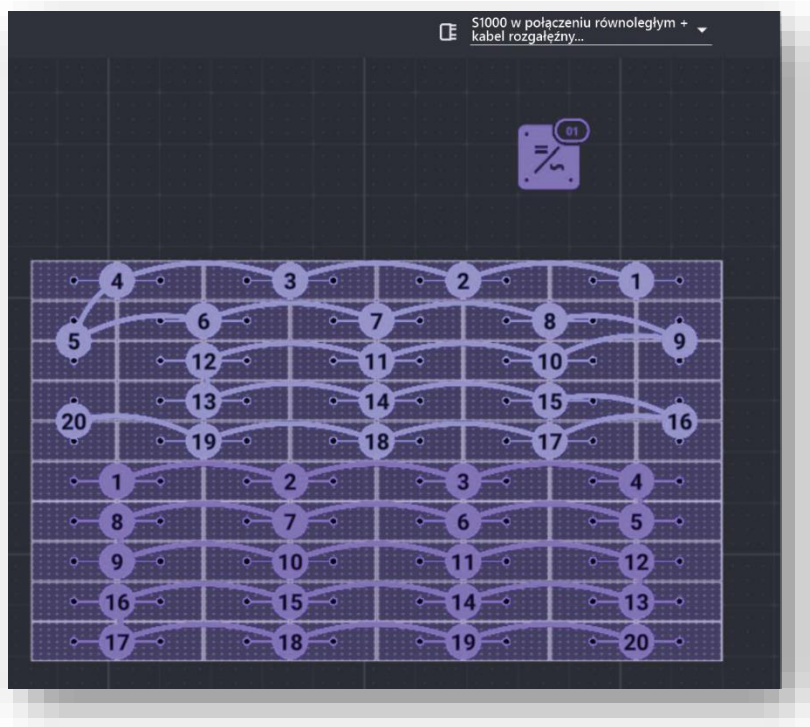 S1000 w połączeniu równoległym +
kabel rozgałęźny...
01
4 3 2 1
6 7 8
5 9
12 11 10
13 14 15
20 16
19 18 17
1 2 3 4
8 7 6 5
9 10 11 12
16 15 14 13
17 18 19 20